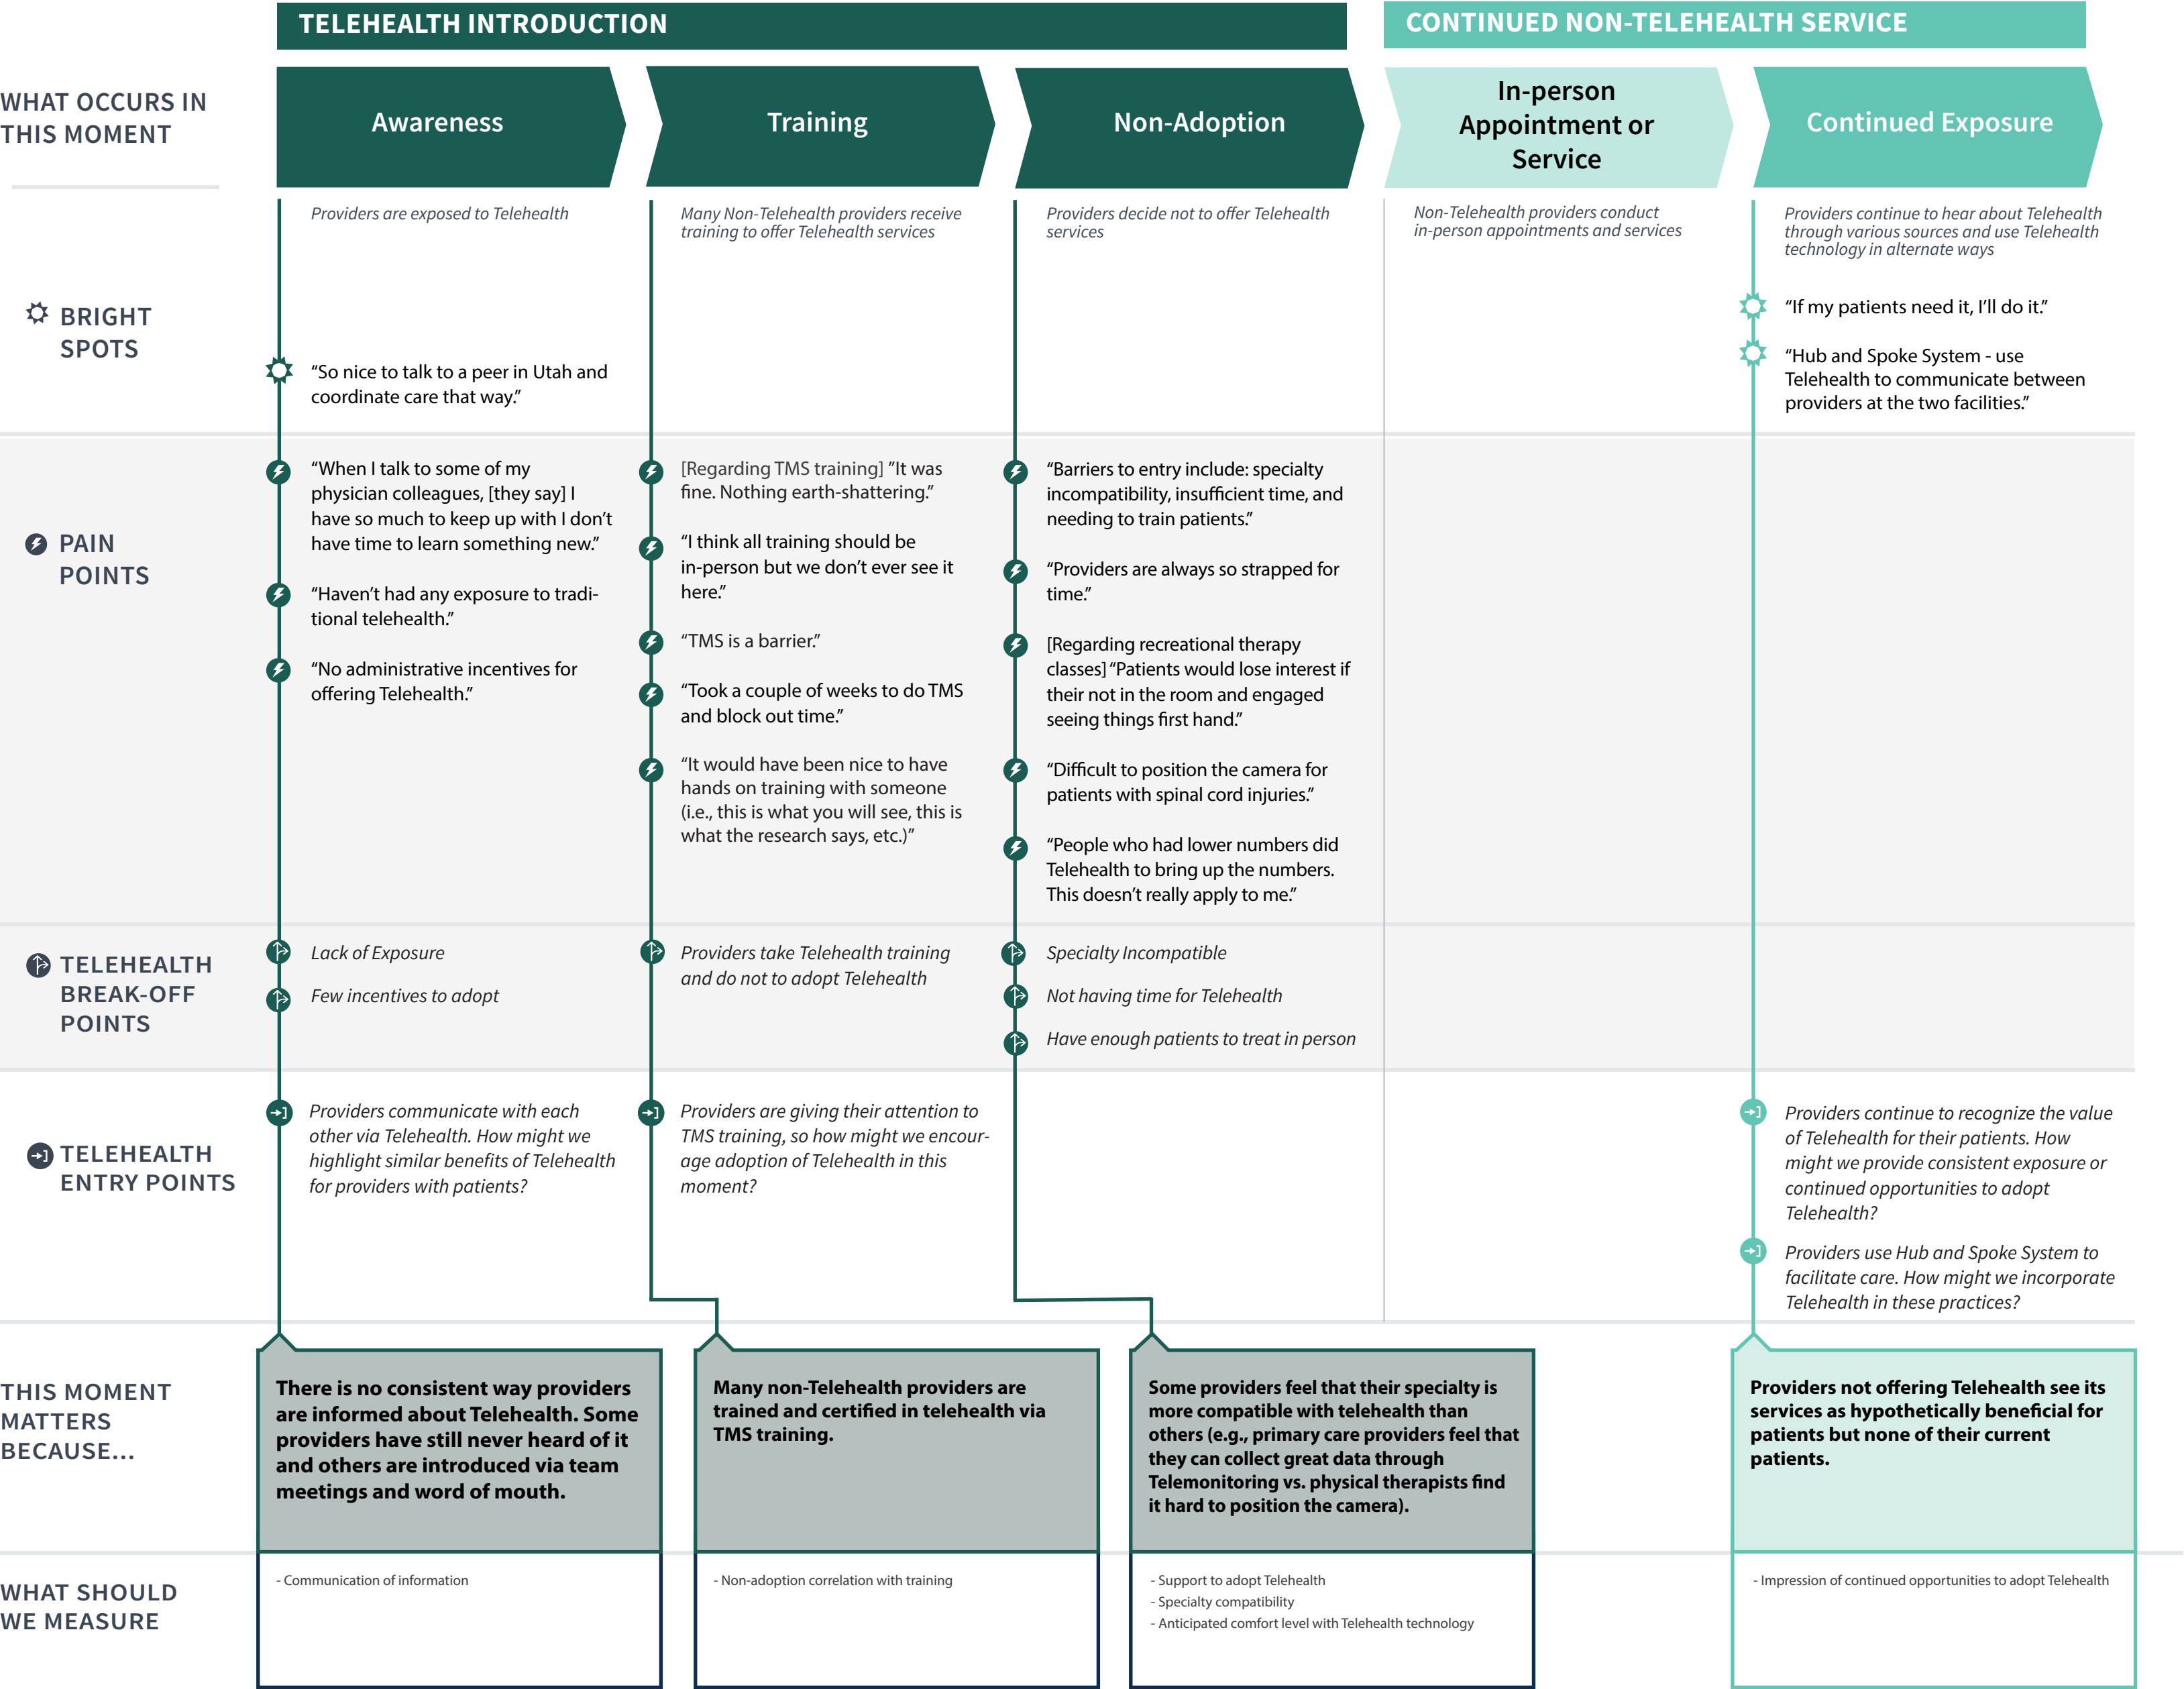 TELEHEALTH INTRODUCTION
CONTINUED NON-TELEHEALTH SERVICE
WHAT OCCURS IN
THIS MOMENT
Awareness
Training
Non-Adoption
In-person
Appointment or
Service
Continued Exposure
Providers are exposed to Telehealth
Many Non-Telehealth providers receive
training to offer Telehealth services
Providers decide not to offer Telehealth
services
Non-Telehealth providers conduct
in-person appointments and services
Providers continue to hear about Telehealth
through various sources and use Telehealth
technology in alternate ways
BRIGHT
SPOTS
“So nice to talk to a peer in Utah and
coordinate care that way.”
“If my patients need it, I’ll do it.”
“Hub and Spoke System - use
Telehealth to communicate between
providers at the two facilities.”
PAIN
POINTS
“When I talk to some of my
physician colleagues, [they say] I
have so much to keep up with I don’t
have time to learn something new.”
“Haven’t had any exposure to tradi-
tional telehealth.”
“No administrative incentives for
offering Telehealth.”
[Regarding TMS training] ”It was
fine. Nothing earth-shattering.”
“I think all training should be
in-person but we don’t ever see it
here.”
“TMS is a barrier.”
“Took a couple of weeks to do TMS
and block out time.”
“It would have been nice to have
hands on training with someone
(i.e., this is what you will see, this is
what the research says, etc.)”
“Barriers to entry include: specialty
incompatibility, insufficient time, and
needing to train patients.”
“Providers are always so strapped for
time.”
[Regarding recreational therapy
classes] “Patients would lose interest if
their not in the room and engaged
seeing things first hand.”
“Difficult to position the camera for
patients with spinal cord injuries.”
“People who had lower numbers did
Telehealth to bring up the numbers.
This doesn’t really apply to me.”
TELEHEALTH
BREAK-OFF
POINTS
Lack of Exposure
Few incentives to adopt
Providers take Telehealth training
and do not to adopt Telehealth
Specialty Incompatible
Not having time for Telehealth
Have enough patients to treat in person
TELEHEALTH
ENTRY POINTS
Providers communicate with each
other via Telehealth. How might we
highlight similar benefits of Telehealth
for providers with patients?
Providers are giving their attention to
TMS training, so how might we encour-
age adoption of Telehealth in this
moment?
Providers continue to recognize the value
of Telehealth for their patients. How
might we provide consistent exposure or
continued opportunities to adopt
Telehealth?
Providers use Hub and Spoke System to
facilitate care. How might we incorporate
Telehealth in these practices?
THIS MOMENT
MATTERS
BECAUSE...
There is no consistent way providers
are informed about Telehealth. Some
providers have still never heard of it
and others are introduced via team
meetings and word of mouth.
Many non-Telehealth providers are
trained and certified in telehealth via
TMS training.
Some providers feel that their specialty is
more compatible with telehealth than
others (e.g., primary care providers feel that
they can collect great data through
Telemonitoring vs. physical therapists find
it hard to position the camera).
Providers not offering Telehealth see its
services as hypothetically beneficial for
patients but none of their current
patients.
WHAT SHOULD
WE MEASURE
- Communication of information
- Non-adoption correlation with training
- Support to adopt Telehealth
- Specialty compatibility
- Anticipated comfort level with Telehealth technology
- Impression of continued opportunities to adopt Telehealth